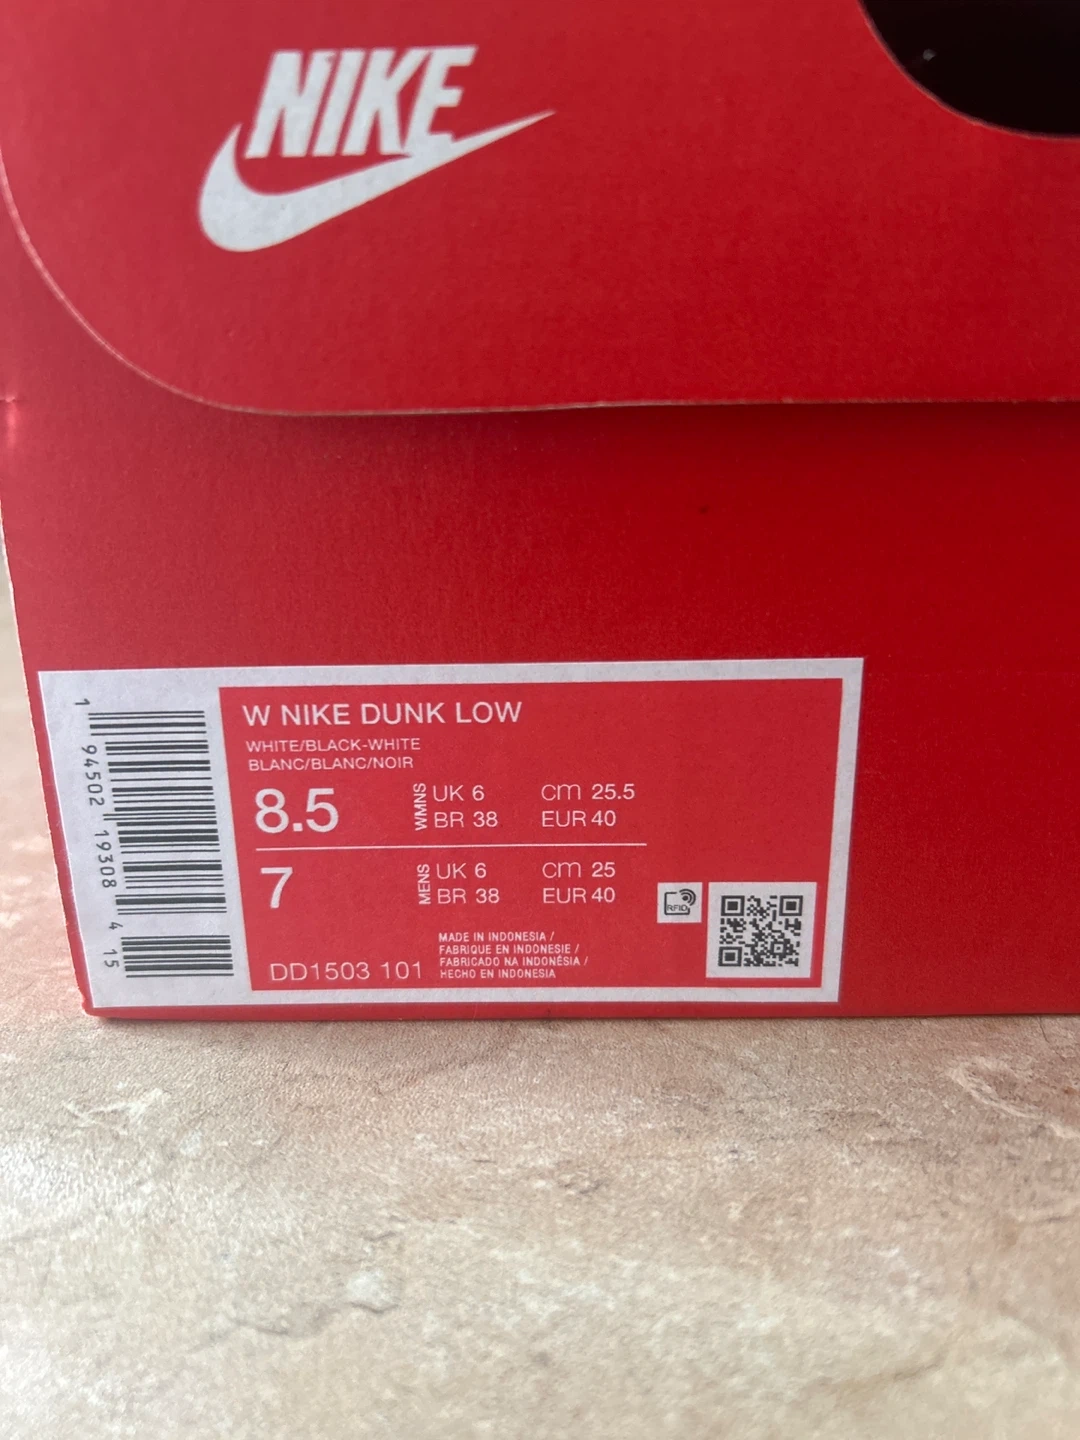 NIKE
W NIKE DUNK LOW
WHITE/BLACK-WHITE
BLANC/BLANC/NOIR
8.5 WMNS UK 6 cm 25.5
BR 38 EUR 40
7 MENS UK 6 cm 25
BR 38 EUR 40
RFID
MADE IN INDONESIA /
FABRIQUE EN INDONESIE /
FABRICADO NA INDONÉSIA /
HECHO EN INDONESIA
DD1503 101
1 94502 19308 4 15